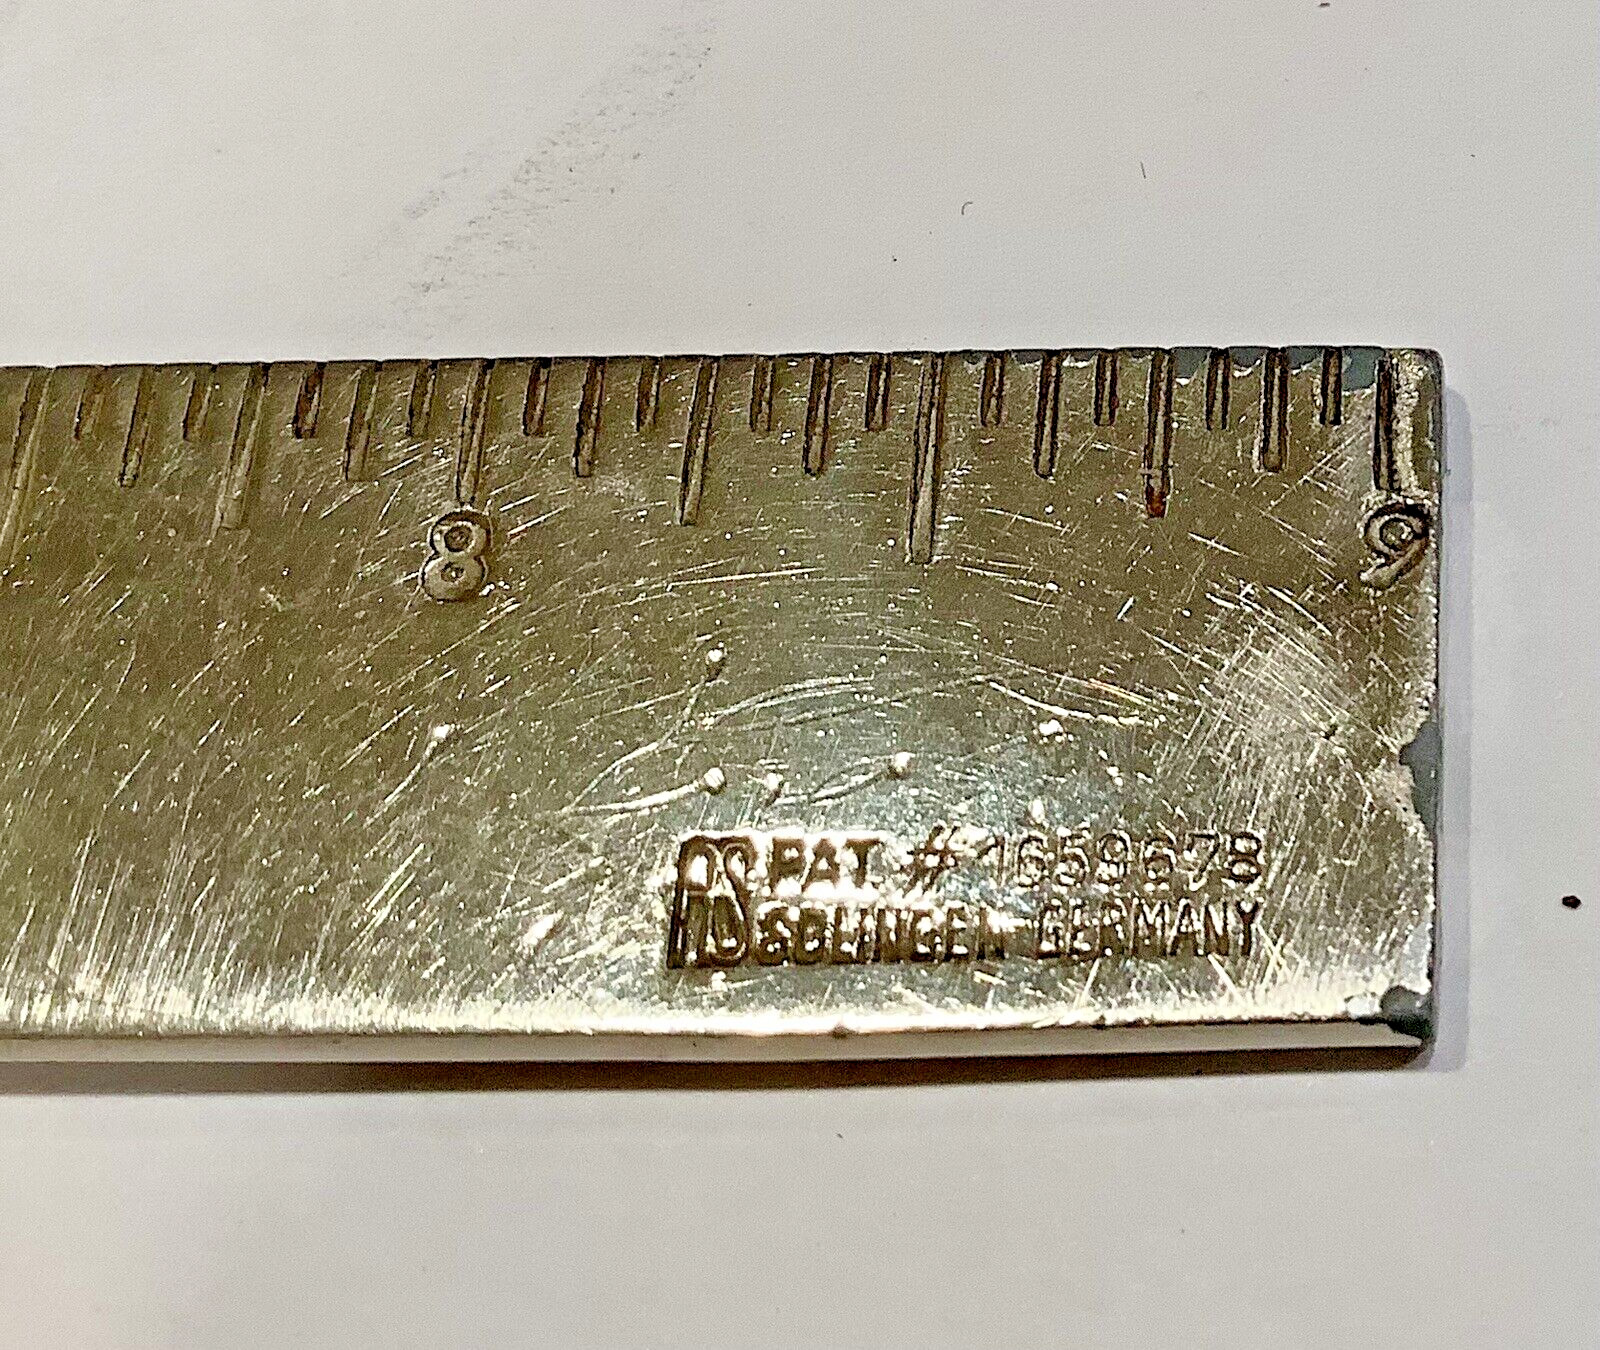 8 9
PAT. # 1659678
SOLINGEN GERMANY